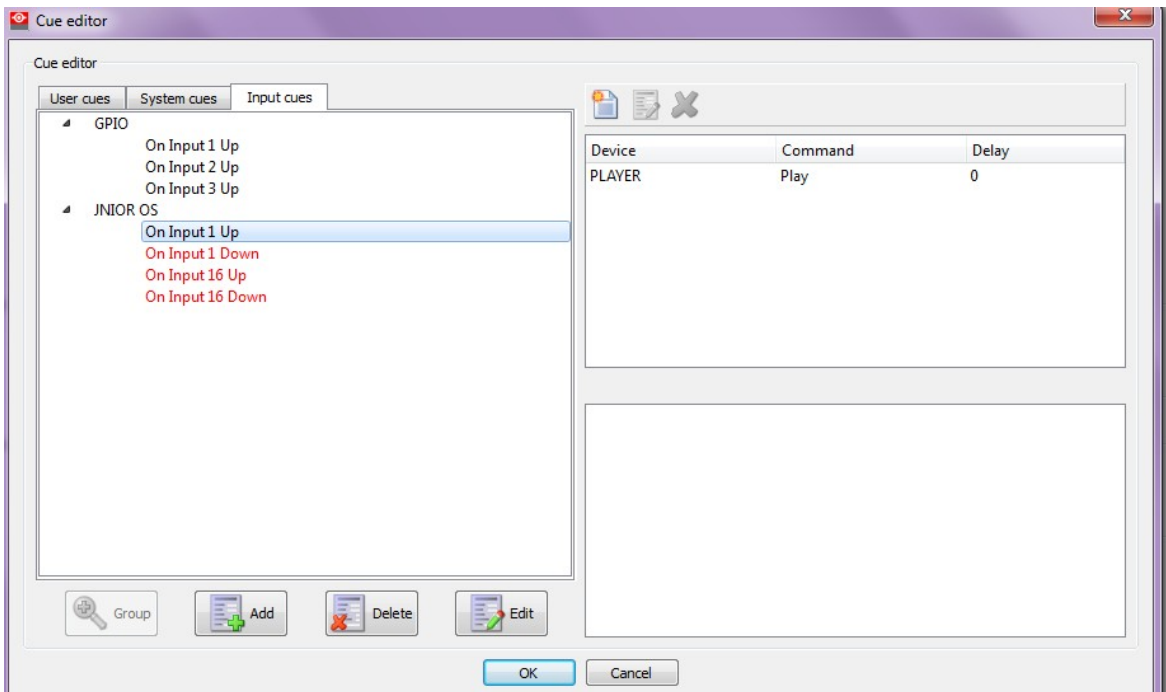 Cue editor
X
Cue editor
User cues System cues Input cues
GPIO
On Input 1 Up
On Input 2 Up
On Input 3 Up
JNIOR OS
On Input 1 Up
On Input 1 Down
On Input 16 Up
On Input 16 Down
Device Command Delay
PLAYER Play 0
Group Add Delete Edit
OK Cancel